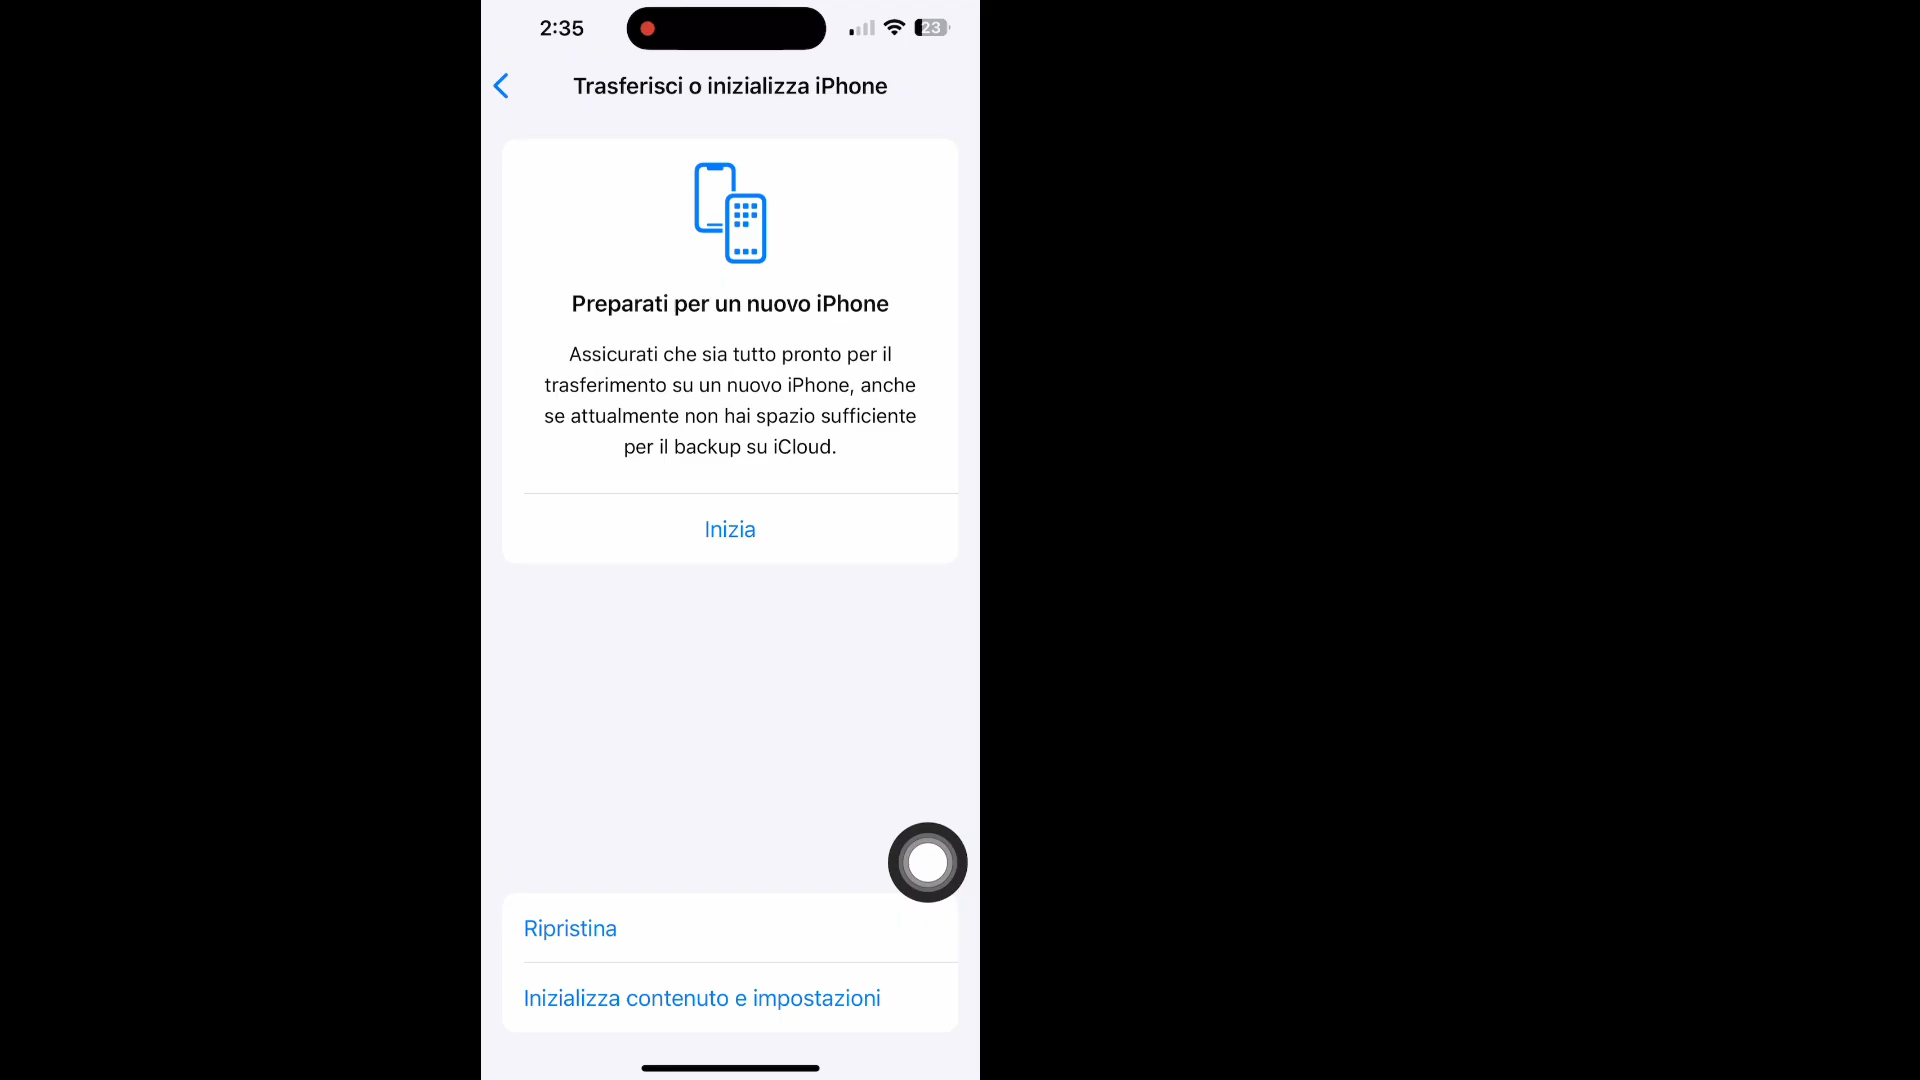 2:35
23
Trasferisci o inizializza iPhone
Preparati per un nuovo iPhone
Assicurati che sia tutto pronto per il
trasferimento su un nuovo iPhone, anche
se attualmente non hai spazio sufficiente
per il backup su iCloud.
Inizia
Ripristina
Inizializza contenuto e impostazioni